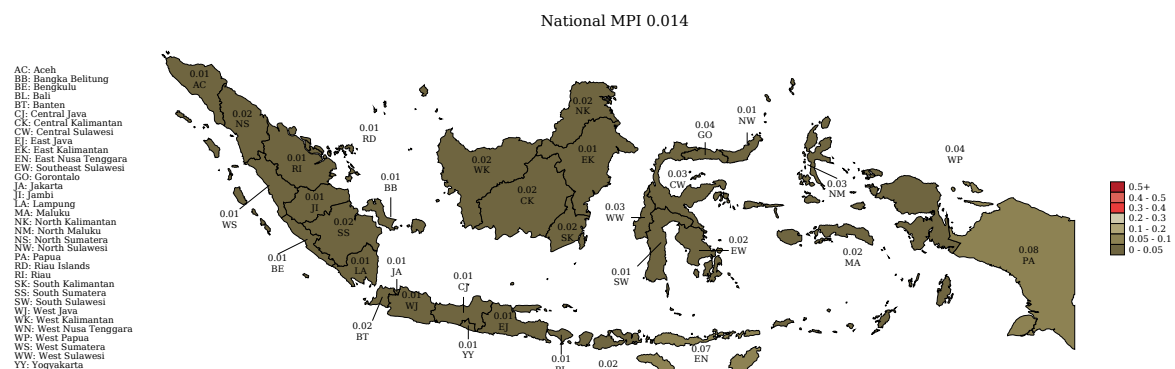 National MPI 0.014
AC: Aceh
BB: Bangka Belitung
BE: Bengkulu
BL: Bali
BT: Banten
CJ: Central Java
CK: Central Kalimantan
CW: Central Sulawesi
EJ: East Java
EK: East Kalimantan
EN: East Nusa Tenggara
EW: Southeast Sulawesi
GO: Gorontalo
JA: Jakarta
JI: Jambi
LA: Lampung
MA: Maluku
NK: North Kalimantan
NM: North Maluku
NS: North Sumatera
NW: North Sulawesi
PA: Papua
RD: Riau Islands
RI: Riau
SK: South Kalimantan
SS: South Sumatera
SW: South Sulawesi
WJ: West Java
WK: West Kalimantan
WN: West Nusa Tenggara
WP: West Papua
WS: West Sumatera
WW: West Sulawesi
YY: Yogyakarta
0.01
AC
0.02
NS
0.01
RD
0.01
RI
0.01
BB
0.01
JI
0.01
WS
0.02
SS
0.01
BE
0.01
LA
0.01
JA
0.02
BT
0.01
WJ
0.01
CJ
0.01
YY
0.01
EJ
0.01
0.02
0.07
EN
0.02
WK
0.02
NK
0.01
EK
0.02
CK
0.02
SK
0.04
GO
0.01
NW
0.03
CW
0.03
WW
0.01
SW
0.02
EW
0.03
NM
0.02
MA
0.04
WP
0.08
PA
0.5+
0.4 - 0.5
0.3 - 0.4
0.2 - 0.3
0.1 - 0.2
0.05 - 0.1
0 - 0.05